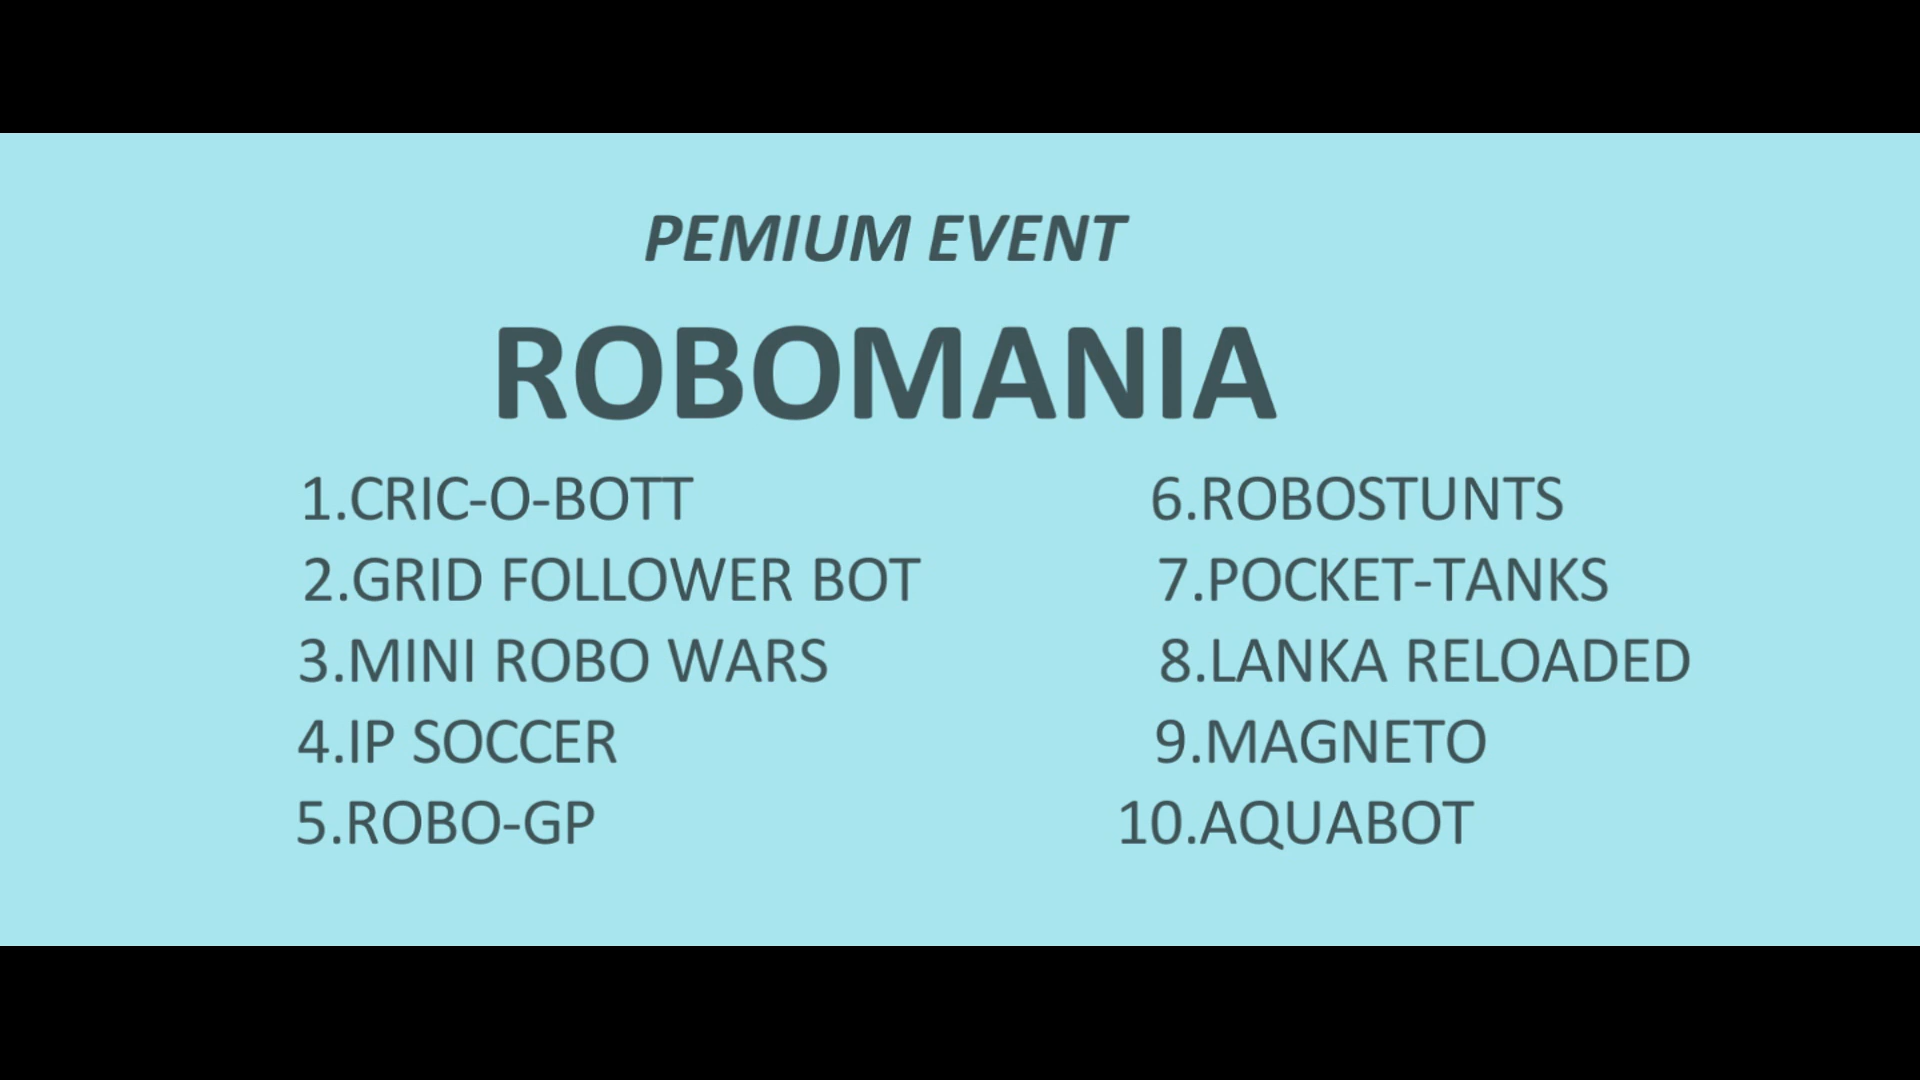 PEMIUM EVENT
ROBOMANIA
1.CRIC-O-BOTT
2.GRID FOLLOWER BOT
3.MINI ROBO WARS
4.IP SOCCER
5.ROBO-GP
6.ROBOSTUNTS
7.POCKET-TANKS
8.LANKA RELOADED
9.MAGNETO
10.AQUABOT